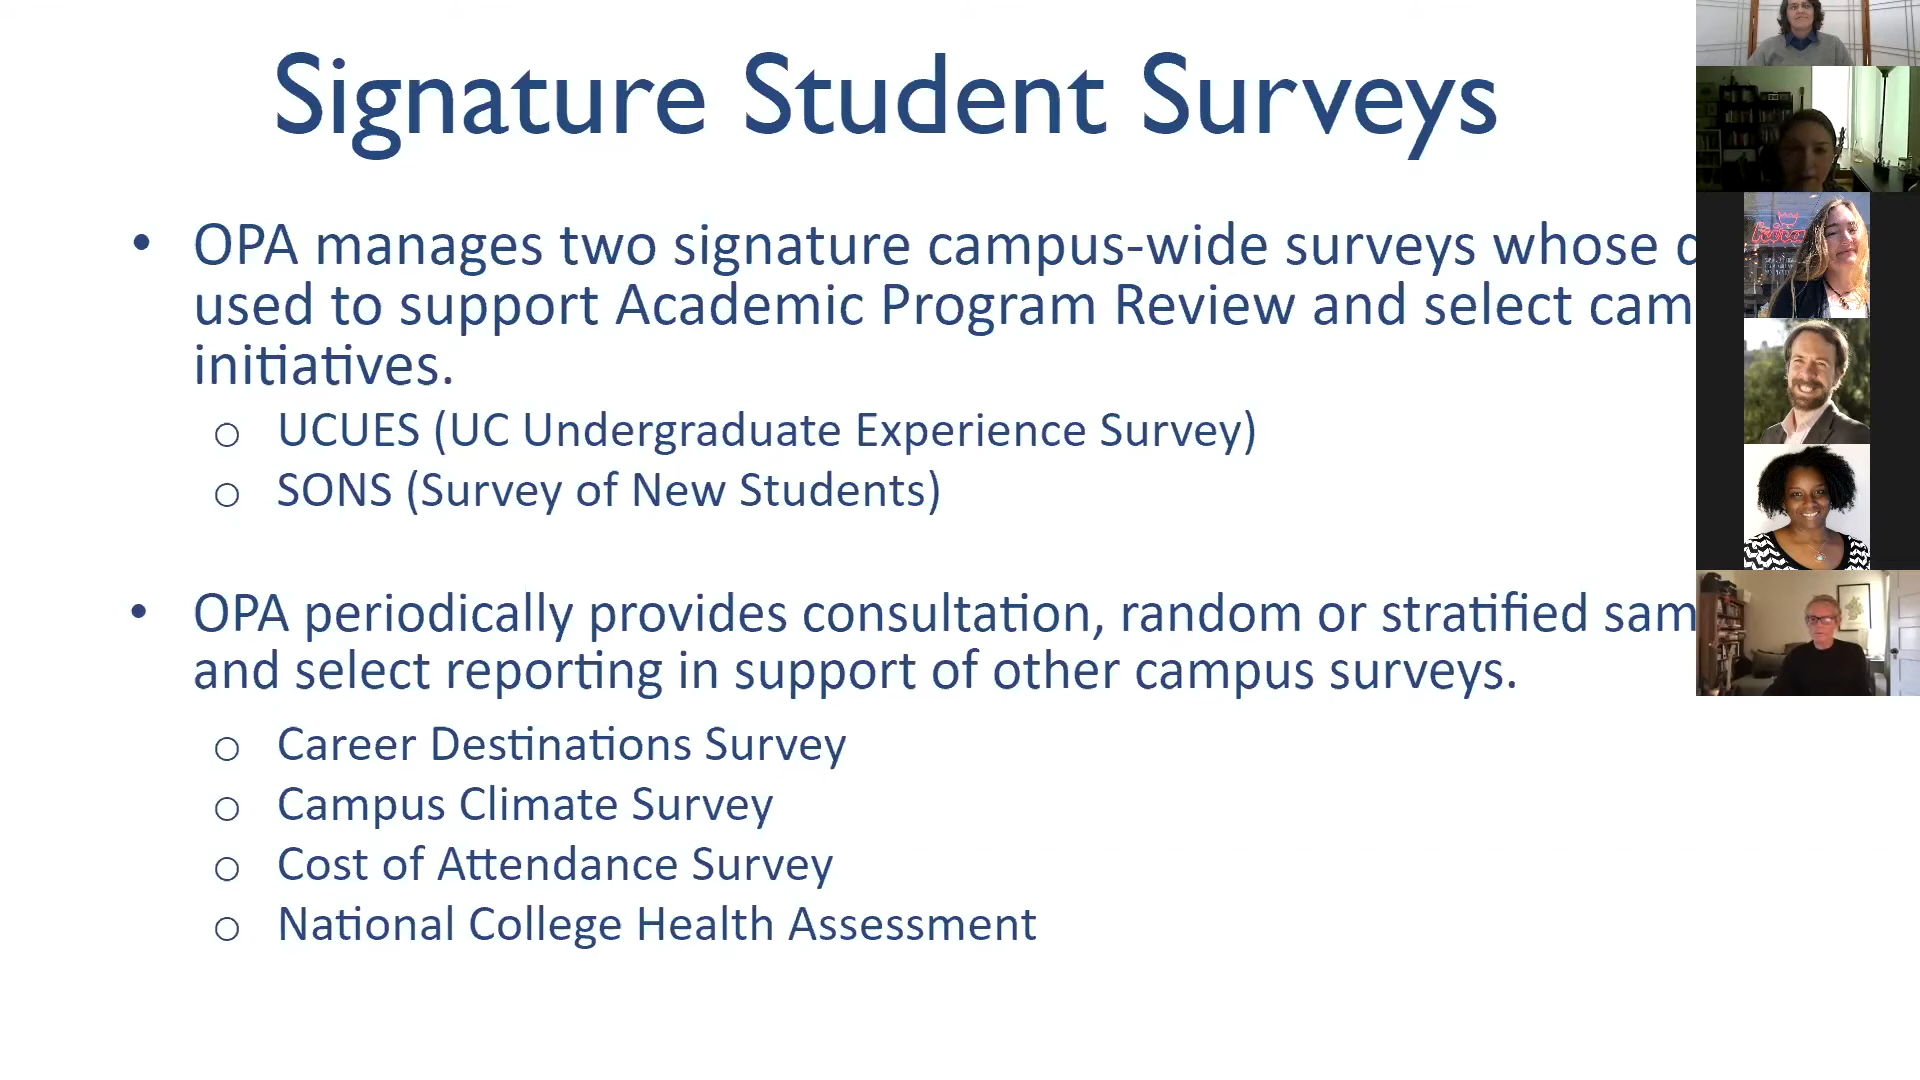 Signature Student Surveys
• OPA manages two signature campus-wide surveys whose
used to support Academic Program Review and select cam
initiatives.
o UCUES (UC Undergraduate Experience Survey)
o SONS (Survey of New Students)
• OPA periodically provides consultation, random or stratified sam
and select reporting in support of other campus surveys.
o Career Destinations Survey
o Campus Climate Survey
o Cost of Attendance Survey
o National College Health Assessment